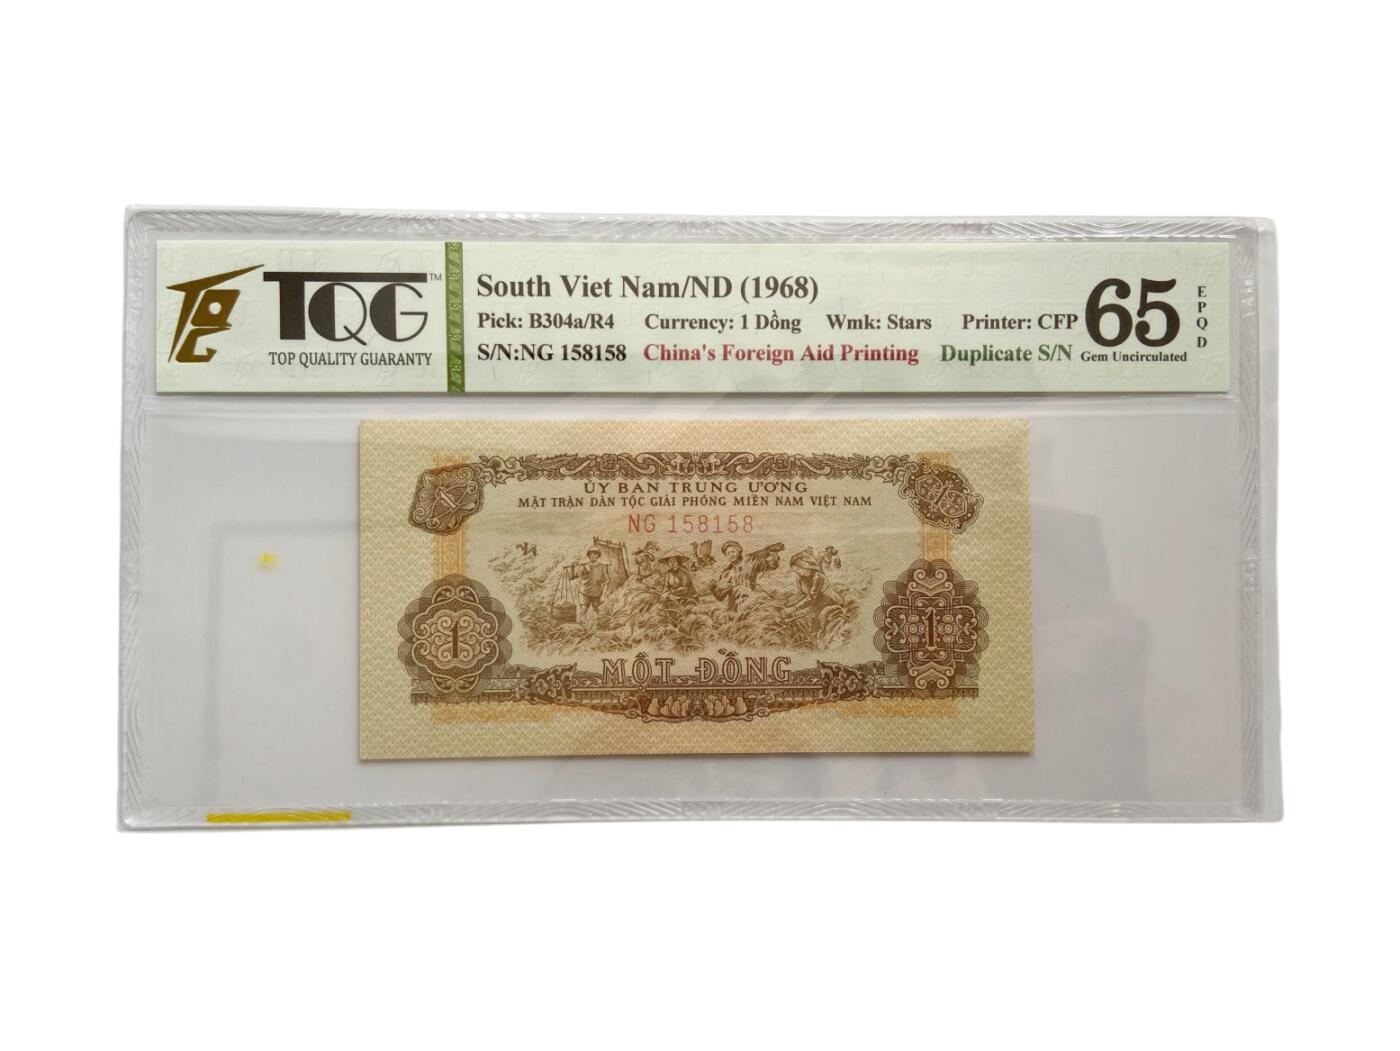 TQG™
TOP QUALITY GUARANTY
South Viet Nam/ND (1968)
Pick: B304a/R4 Currency: 1 Dồng Wmk: Stars Printer: CFP
S/N:NG 158158 China's Foreign Aid Printing Duplicate S/N
65
Gem Uncirculated
EPQD
ỦY BAN TRUNG ƯƠNG
MẶT TRẬN DÂN TỘC GIẢI PHÓNG MIỀN NAM VIỆT NAM
NG 158158
1 1
MỘT ĐỒNG